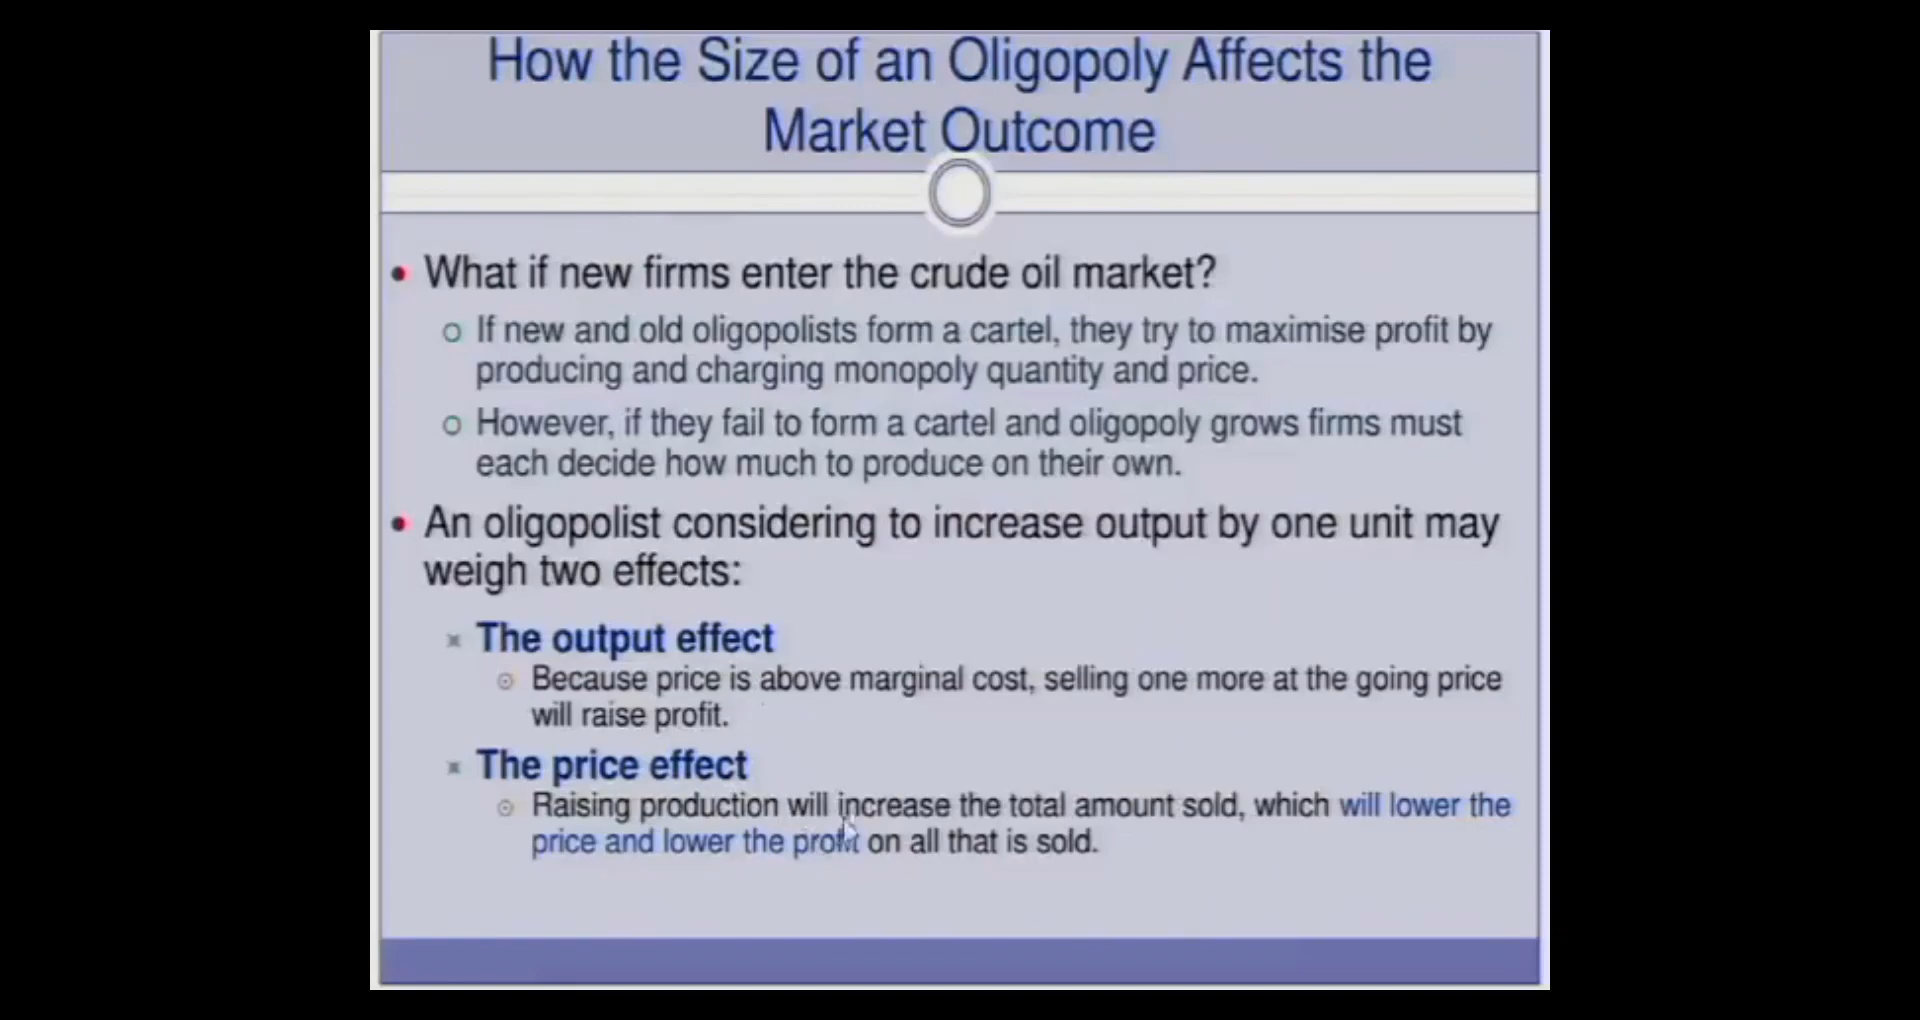 How the Size of an Oligopoly Affects the
Market Outcome
What if new firms enter the crude oil market?
If new and old oligopolists form a cartel, they try to maximise profit by
producing and charging monopoly quantity and price.
However, if they fail to form a cartel and oligopoly grows firms must
each decide how much to produce on their own.
An oligopolist considering to increase output by one unit may
weigh two effects:
The output effect
Because price is above marginal cost, selling one more at the going price
will raise profit.
The price effect
Raising production will increase the total amount sold, which will lower the
price and lower the profit on all that is sold.